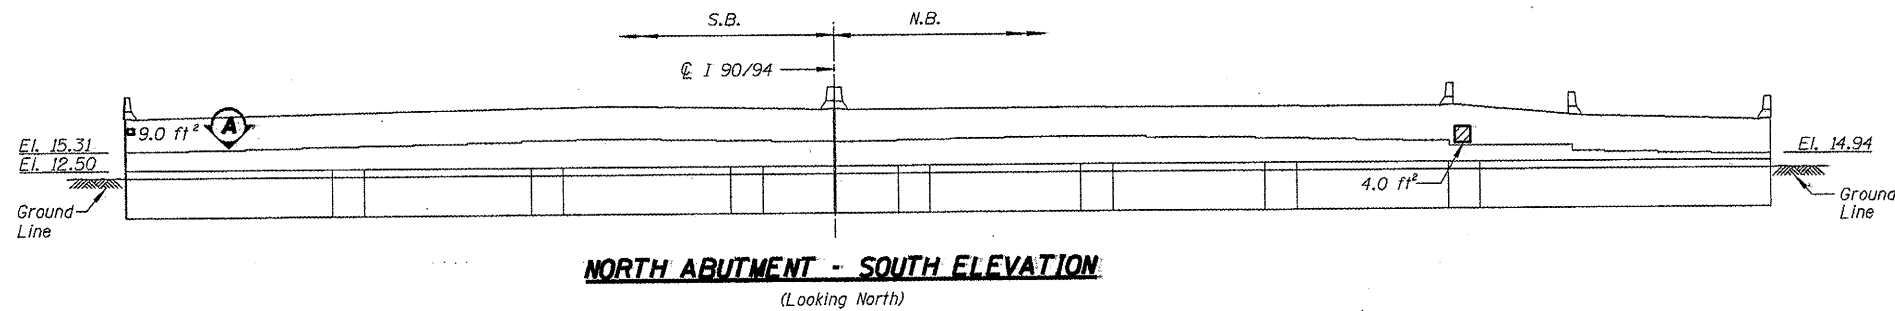 S.B.
N.B.
℄ I 90/94
9.0 ft²
A
El. 15.31
El. 12.50
El. 14.94
4.0 ft²
Ground
Line
Ground
Line
NORTH ABUTMENT - SOUTH ELEVATION
(Looking North)